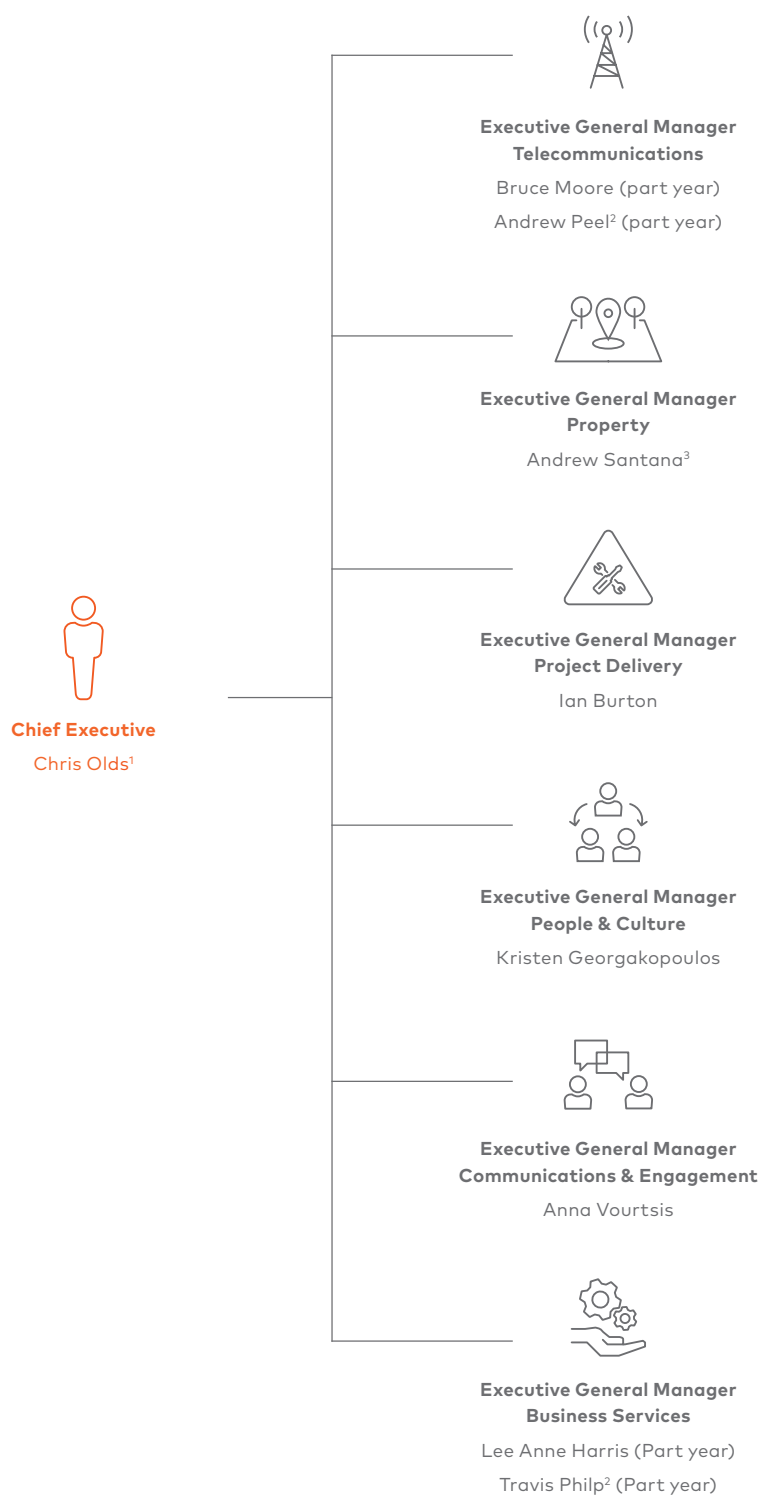 Executive General Manager
Telecommunications
Bruce Moore (part year)
Andrew Peel² (part year)
Executive General Manager
Property
Andrew Santana³
Executive General Manager
Project Delivery
Ian Burton
Chief Executive
Chris Olds¹
Executive General Manager
People & Culture
Kristen Georgakopoulos
Executive General Manager
Communications & Engagement
Anna Vourtsis
Executive General Manager
Business Services
Lee Anne Harris (Part year)
Travis Philp² (Part year)